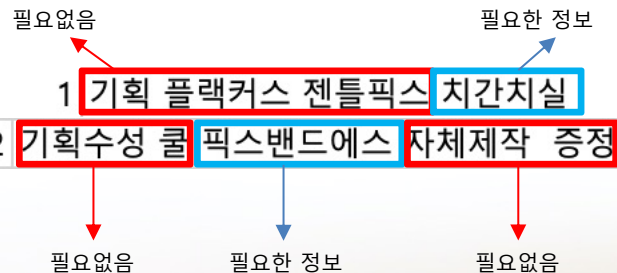 필요없음 필요한 정보
1 기획 플랙커스 젠틀픽스 치간치실
2 기획수성 쿨 픽스밴드에스 자체제작 증정
필요없음 필요한 정보 필요없음